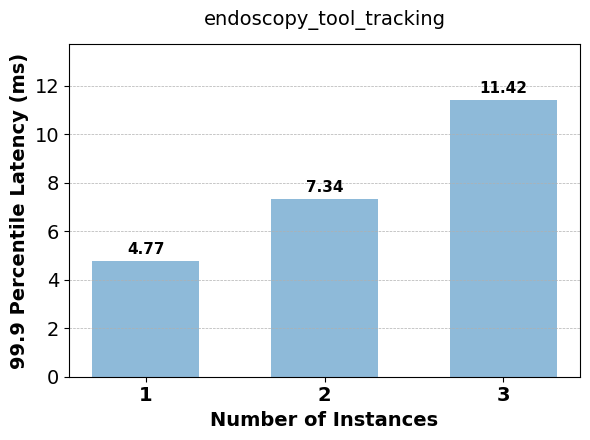 endoscopy_tool_tracking
99.9 Percentile Latency (ms)
12
10
8
6
4
2
0
4.77
7.34
11.42
1 2 3
Number of Instances